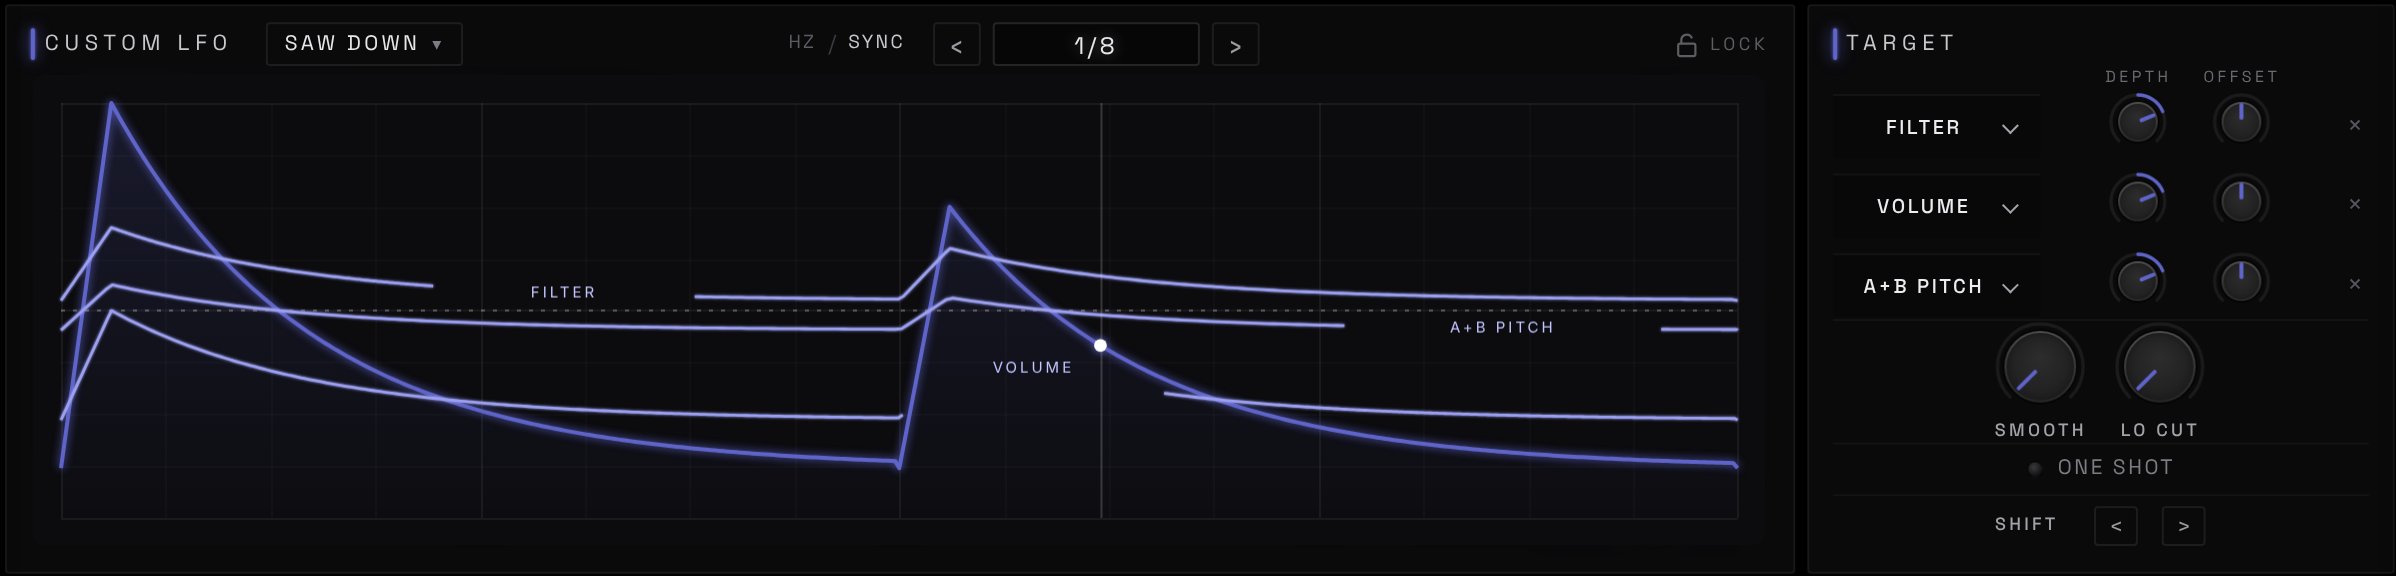 CUSTOM LFO
SAW DOWN ▾
HZ / SYNC
< 1/8 >
LOCK
FILTER
A+B PITCH
VOLUME
TARGET
DEPTH OFFSET
FILTER ×
VOLUME ×
A+B PITCH ×
SMOOTH LO CUT
ONE SHOT
SHIFT < >